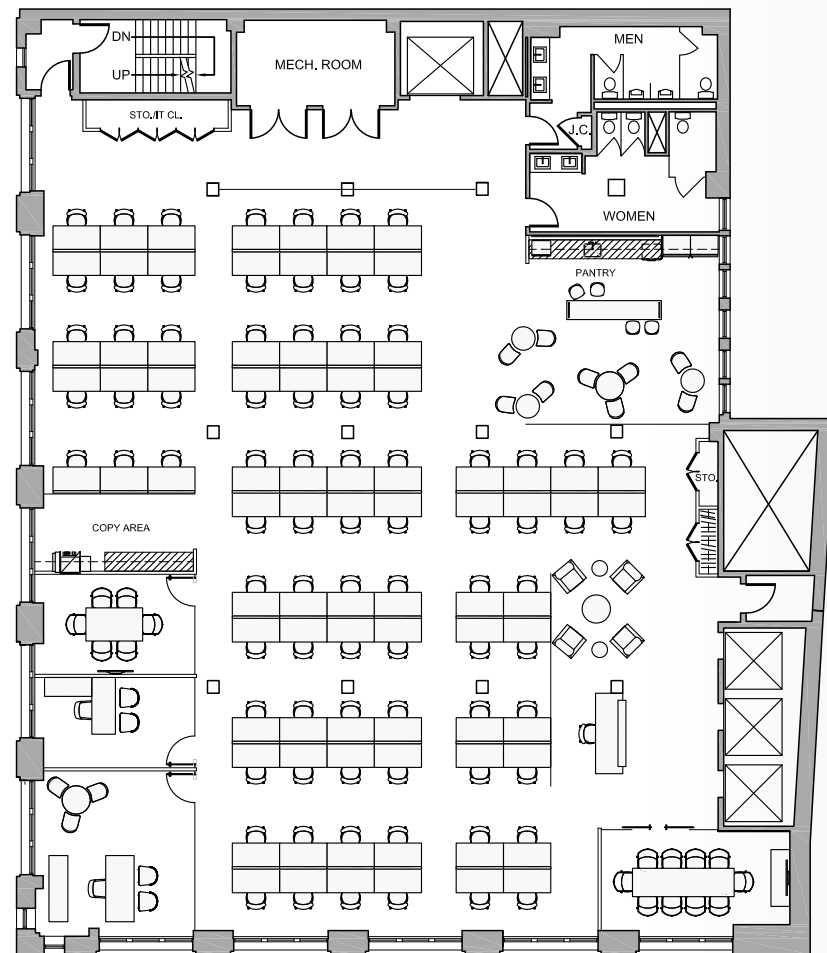 DN
UP
MECH. ROOM
MEN
STO./IT CL.
J.C.
WOMEN
PANTRY
STO.
COPY AREA